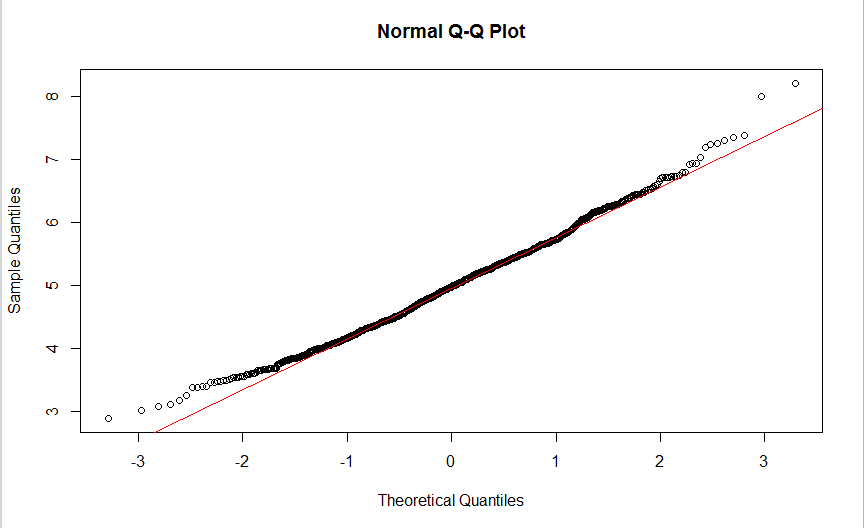 Normal Q-Q Plot
8
7
6
5
4
3
Sample Quantiles
-3 -2 -1 0 1 2 3
Theoretical Quantiles